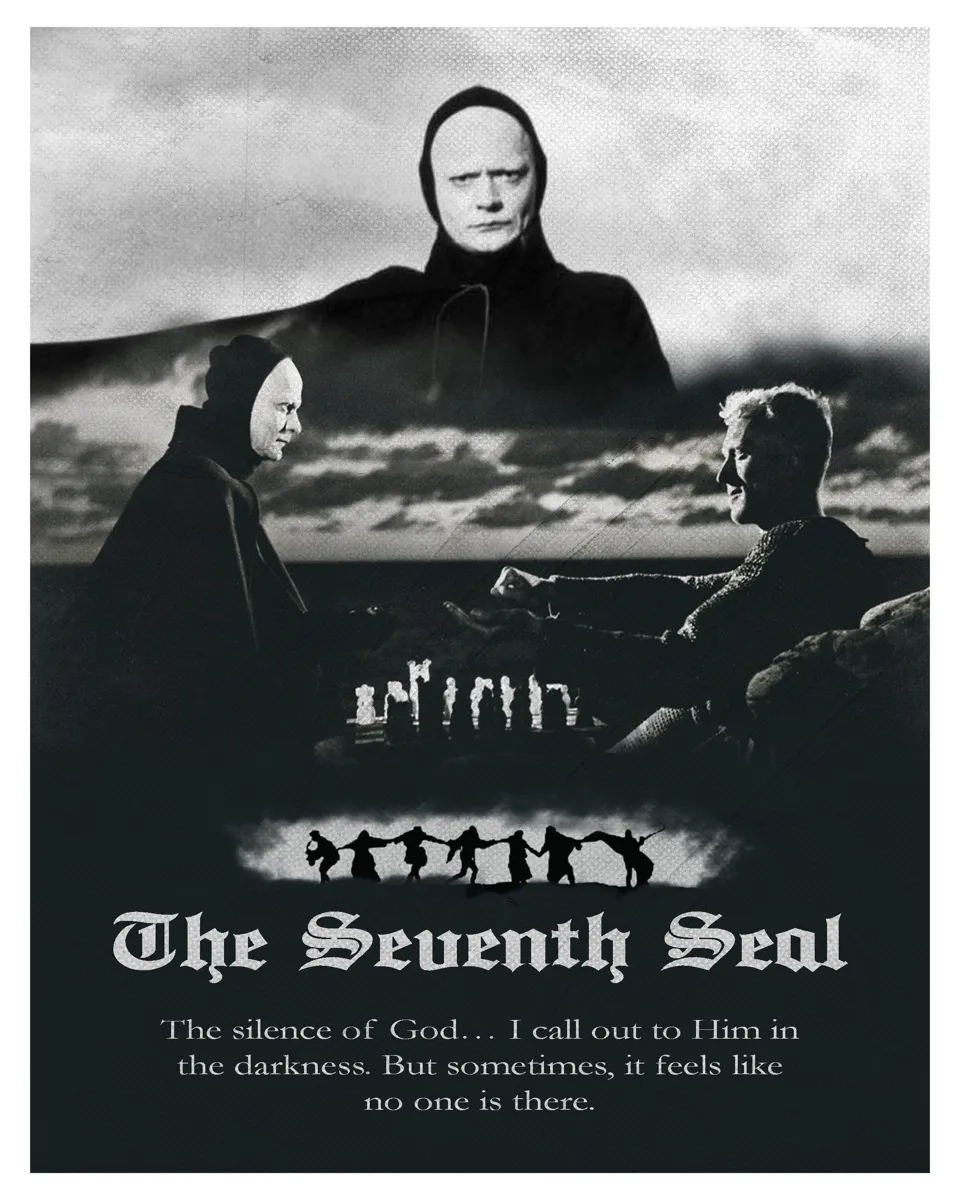 The Seventh Seal
The silence of God... I call out to Him in
the darkness. But sometimes, it feels like
no one is there.